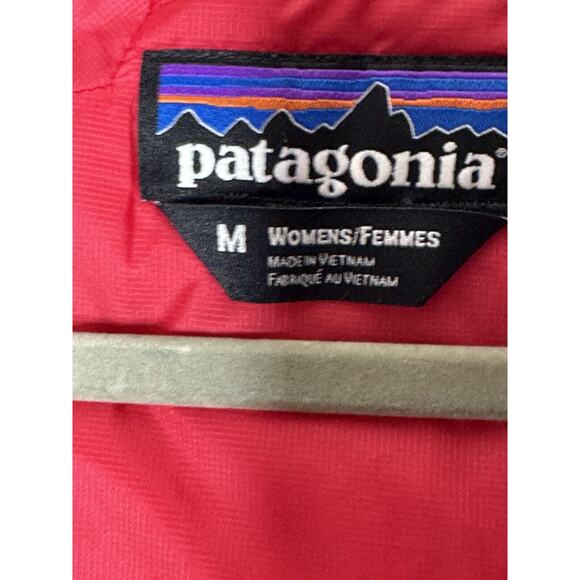 patagonia®
M WOMENS/FEMMES
MADE IN VIETNAM
FABRIQUÉ AU VIETNAM